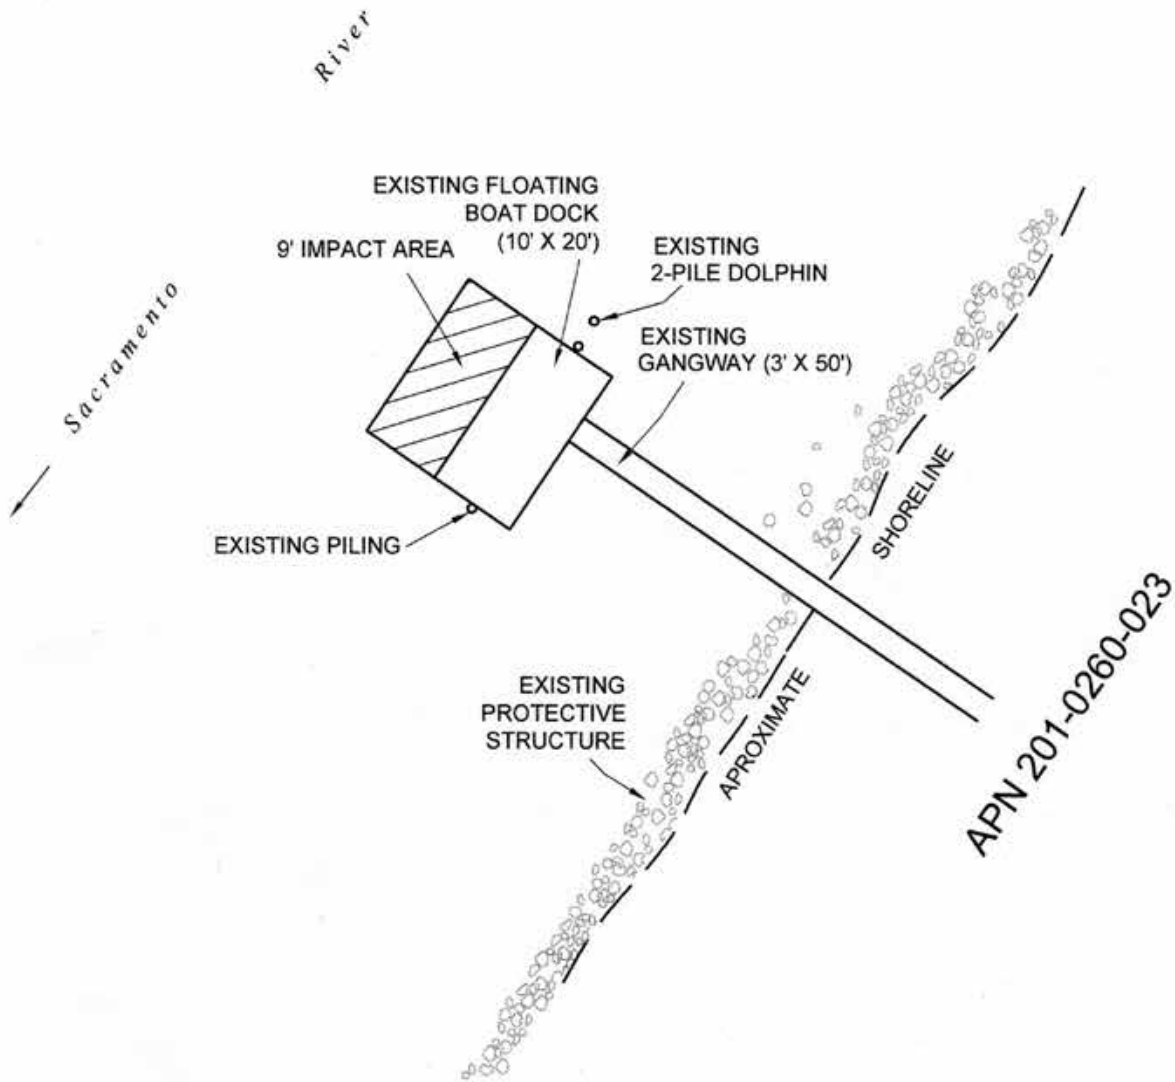 River
Sacramento
EXISTING FLOATING
BOAT DOCK
(10' X 20')
9' IMPACT AREA
EXISTING
2-PILE DOLPHIN
EXISTING
GANGWAY (3' X 50')
EXISTING PILING
SHORELINE
EXISTING
PROTECTIVE
STRUCTURE
APROXIMATE
APN 201-0260-023